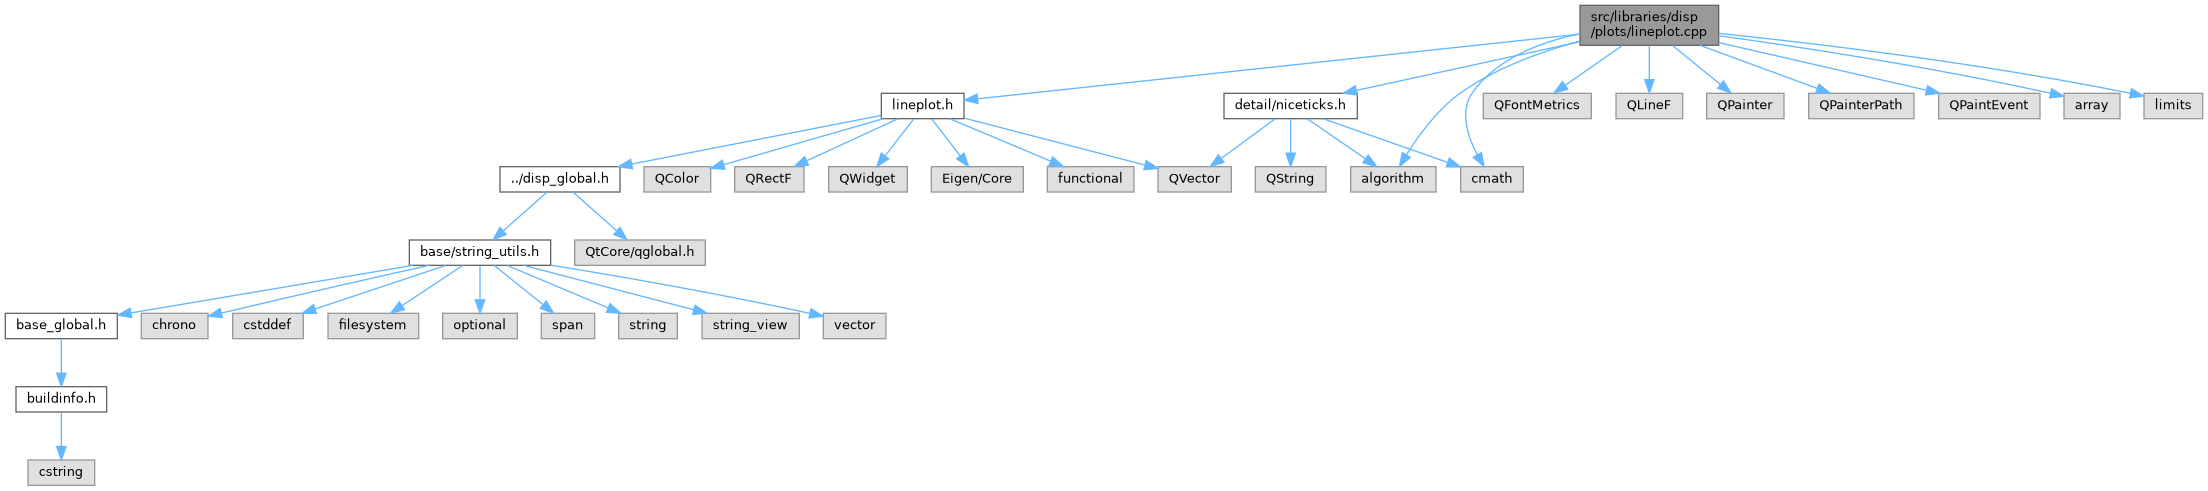 src/libraries/disp
/plots/lineplot.cpp
lineplot.h
detail/niceticks.h
QFontMetrics
QLineF
QPainter
QPainterPath
QPaintEvent
array
limits
../disp_global.h
QColor
QRectF
QWidget
Eigen/Core
functional
QVector
QString
algorithm
cmath
base/string_utils.h
QtCore/qglobal.h
base_global.h
chrono
cstddef
filesystem
optional
span
string
string_view
vector
buildinfo.h
cstring